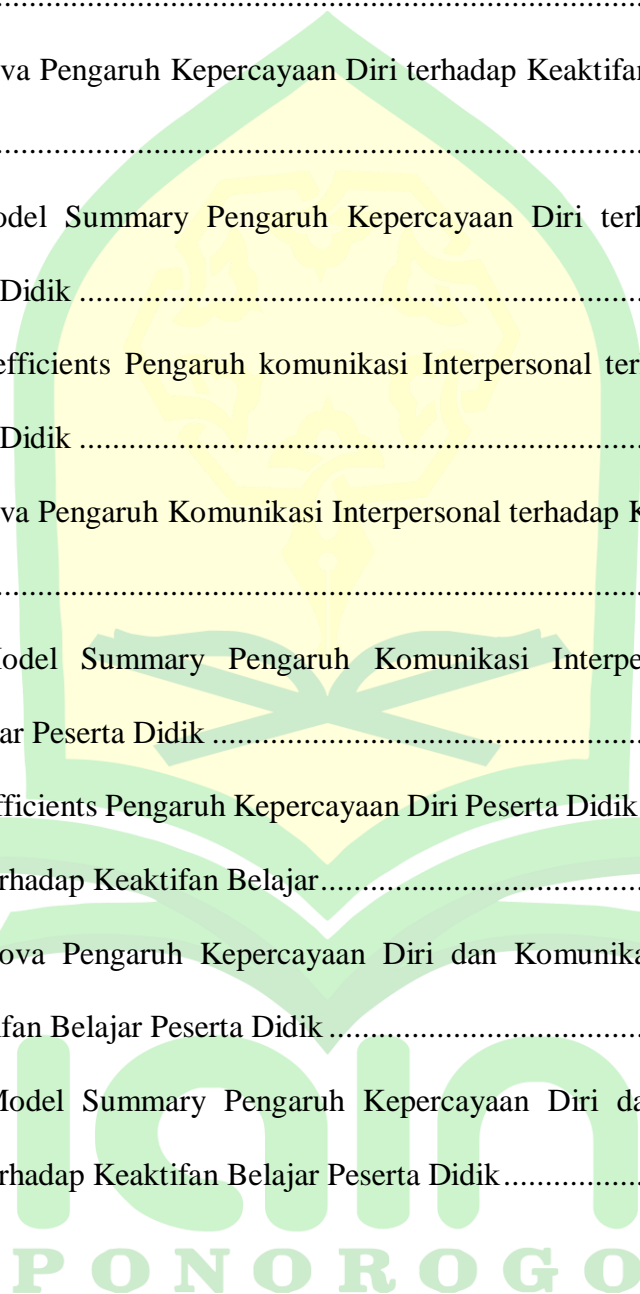 ................................................................
va Pengaruh Kepercayaan Diri terhadap Keaktifan
................................................................
odel Summary Pengaruh Kepercayaan Diri terh
Didik ................................................................
efficients Pengaruh komunikasi Interpersonal ter
Didik ................................................................
va Pengaruh Komunikasi Interpersonal terhadap K
................................................................
Model Summary Pengaruh Komunikasi Interpe
ar Peserta Didik ................................................
fficients Pengaruh Kepercayaan Diri Peserta Didik
rhadap Keaktifan Belajar.......................................
ova Pengaruh Kepercayaan Diri dan Komunika
ifan Belajar Peserta Didik ......................................
Model Summary Pengaruh Kepercayaan Diri da
rhadap Keaktifan Belajar Peserta Didik.................
iain
PONOROGO